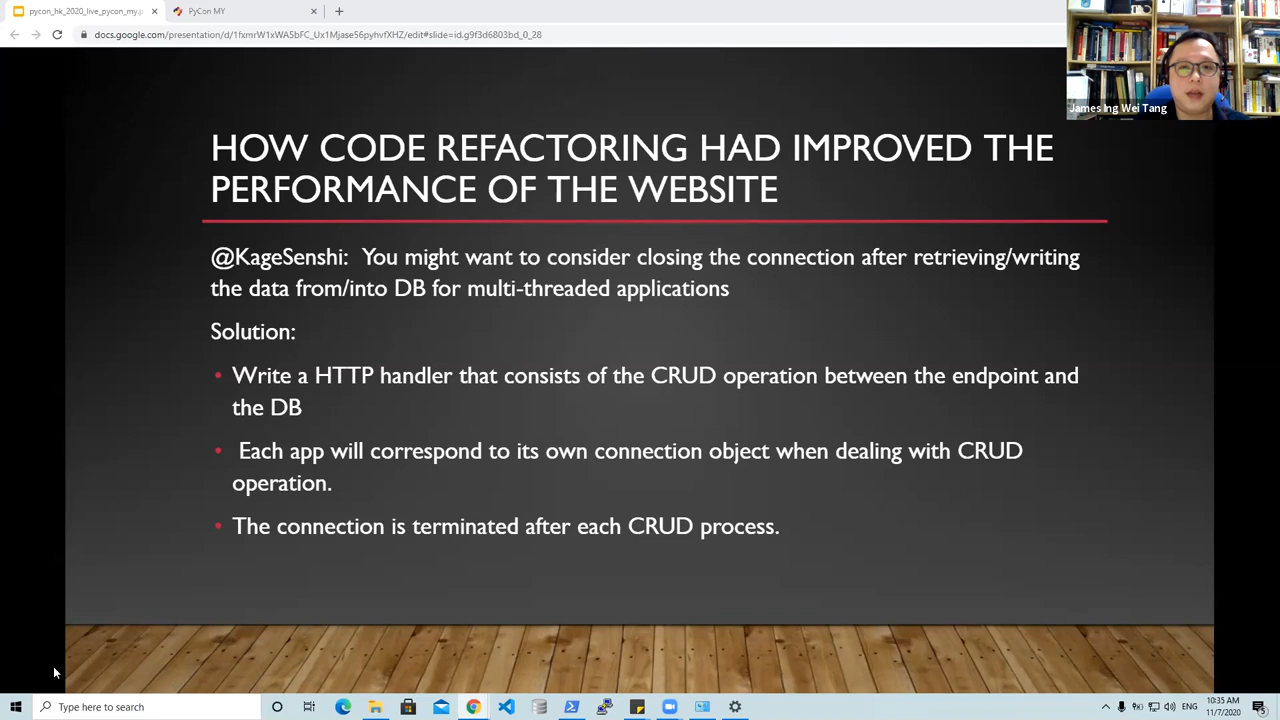 pycon_hk_2020_live_pycon_my.p
PyCon MY
docs.google.com/presentation/d/1fxmrW1xWA5bFC_Ux1Mjase56pyhvfXHZ/edit#slide=id.g9f3d6803bd_0_28
James Ing Wei Tang
HOW CODE REFACTORING HAD IMPROVED THE
PERFORMANCE OF THE WEBSITE
@KageSenshi: You might want to consider closing the connection after retrieving/writing
the data from/into DB for multi-threaded applications
Solution:
• Write a HTTP handler that consists of the CRUD operation between the endpoint and
the DB
• Each app will correspond to its own connection object when dealing with CRUD
operation.
• The connection is terminated after each CRUD process.
Type here to search
ENG
10:35 AM
11/7/2020
5